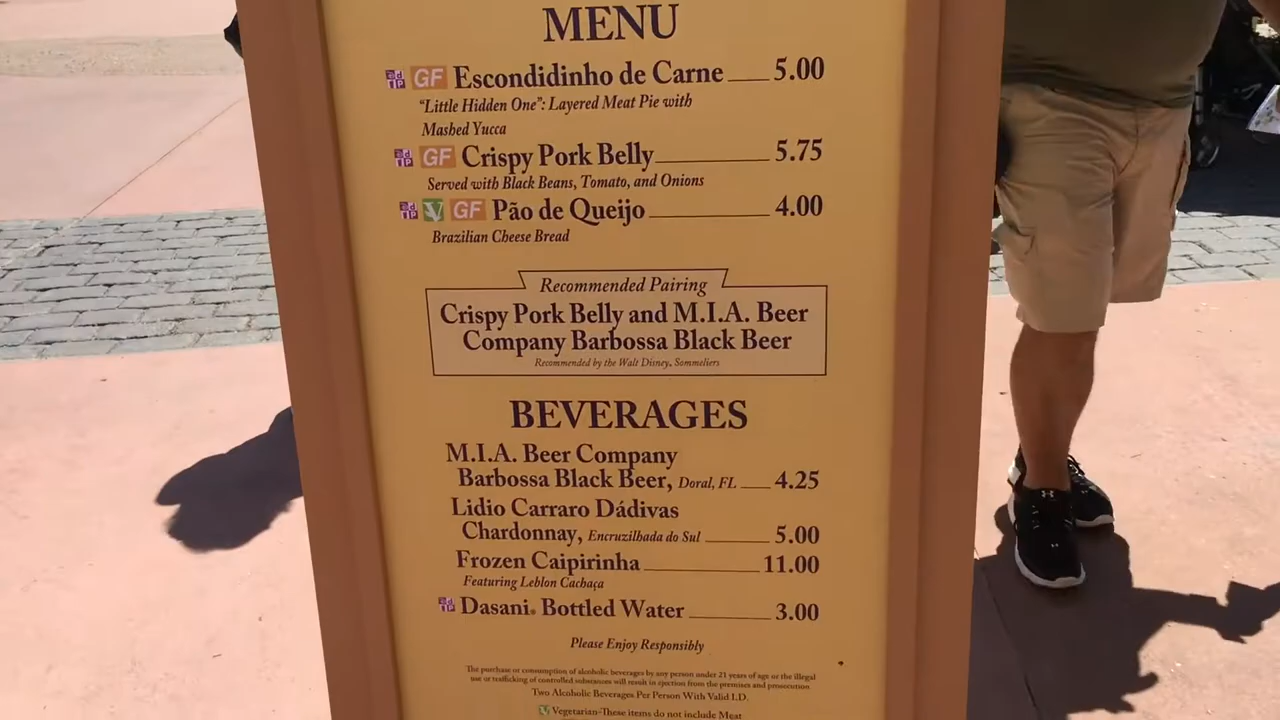 MENU
GF Escondidinho de Carne 5.00
"Little Hidden One": Layered Meat Pie with
Mashed Yucca
GF Crispy Pork Belly 5.75
Served with Black Beans, Tomato, and Onions
V GF Pão de Queijo 4.00
Brazilian Cheese Bread
Recommended Pairing
Crispy Pork Belly and M.I.A. Beer
Company Barbossa Black Beer
Recommended by the Walt Disney® Sommeliers
BEVERAGES
M.I.A. Beer Company
Barbossa Black Beer, Doral, FL 4.25
Lidio Carraro Dádivas
Chardonnay, Encruzilhada do Sul 5.00
Frozen Caipirinha 11.00
Featuring Leblon Cachaça
Dasani® Bottled Water 3.00
Please Enjoy Responsibly
The purchase or consumption of alcoholic beverages by any person under 21 years of age or the illegal
use or trafficking of controlled substances will result in ejection from the premises and prosecution.
Two Alcoholic Beverages Per Person With Valid I.D.
V Vegetarian-These items do not include Meat